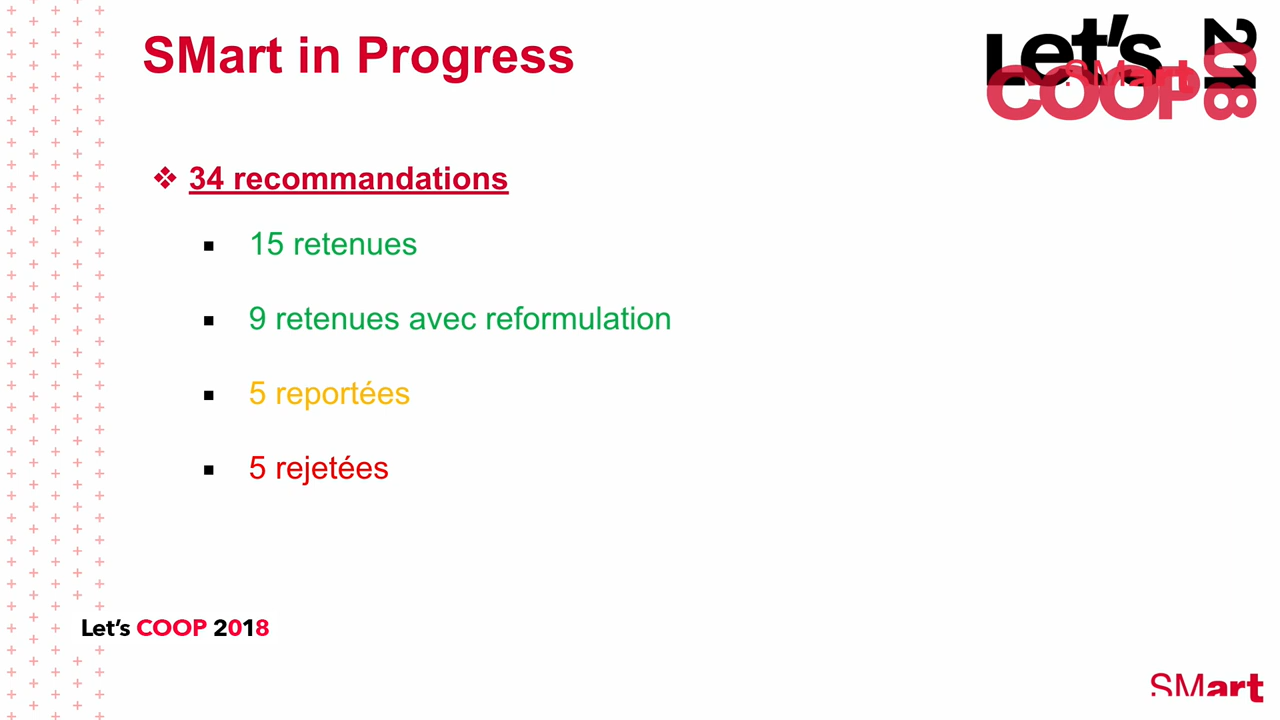 SMart in Progress
Let's
COOP
2018
SMart
❖ 34 recommandations
▪ 15 retenues
▪ 9 retenues avec reformulation
▪ 5 reportées
▪ 5 rejetées
Let's COOP 2018
SMart